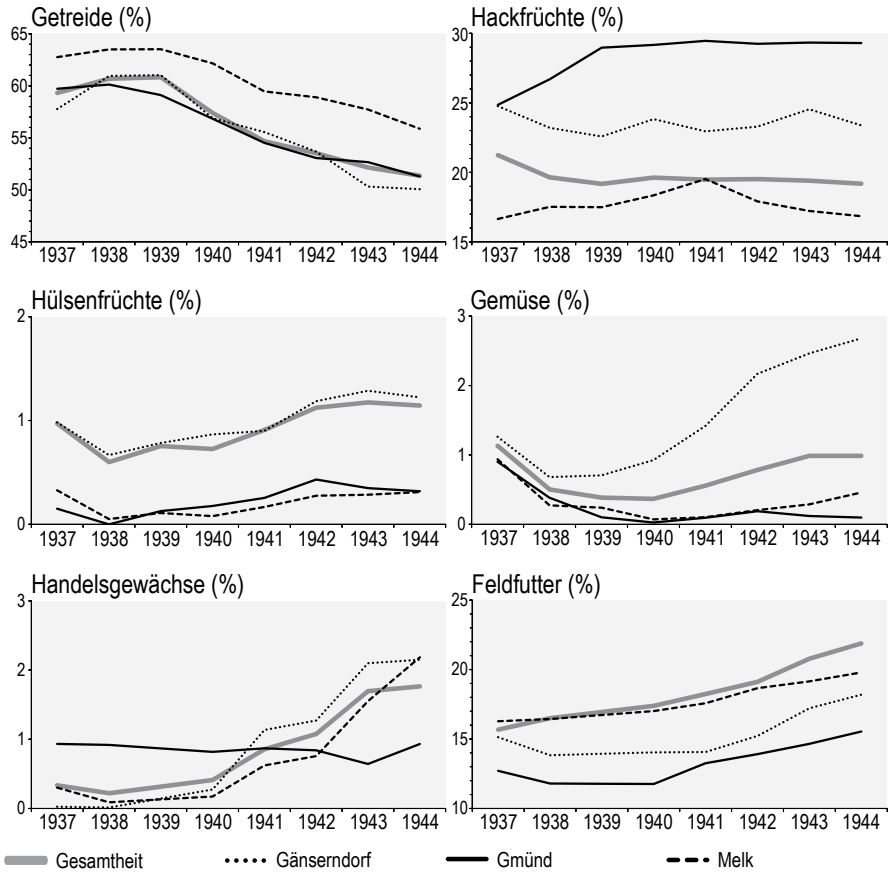 Getreide (%)
65
60
55
50
45
1937 1938 1939 1940 1941 1942 1943 1944
Hackfrüchte (%)
30
25
20
15
1937 1938 1939 1940 1941 1942 1943 1944
Hülsenfrüchte (%)
2
1
0
1937 1938 1939 1940 1941 1942 1943 1944
Gemüse (%)
3
2
1
0
1937 1938 1939 1940 1941 1942 1943 1944
Handelsgewächse (%)
3
2
1
0
1937 1938 1939 1940 1941 1942 1943 1944
Feldfutter (%)
25
20
15
10
1937 1938 1939 1940 1941 1942 1943 1944
Gesamtheit Gänserndorf Gmünd Melk